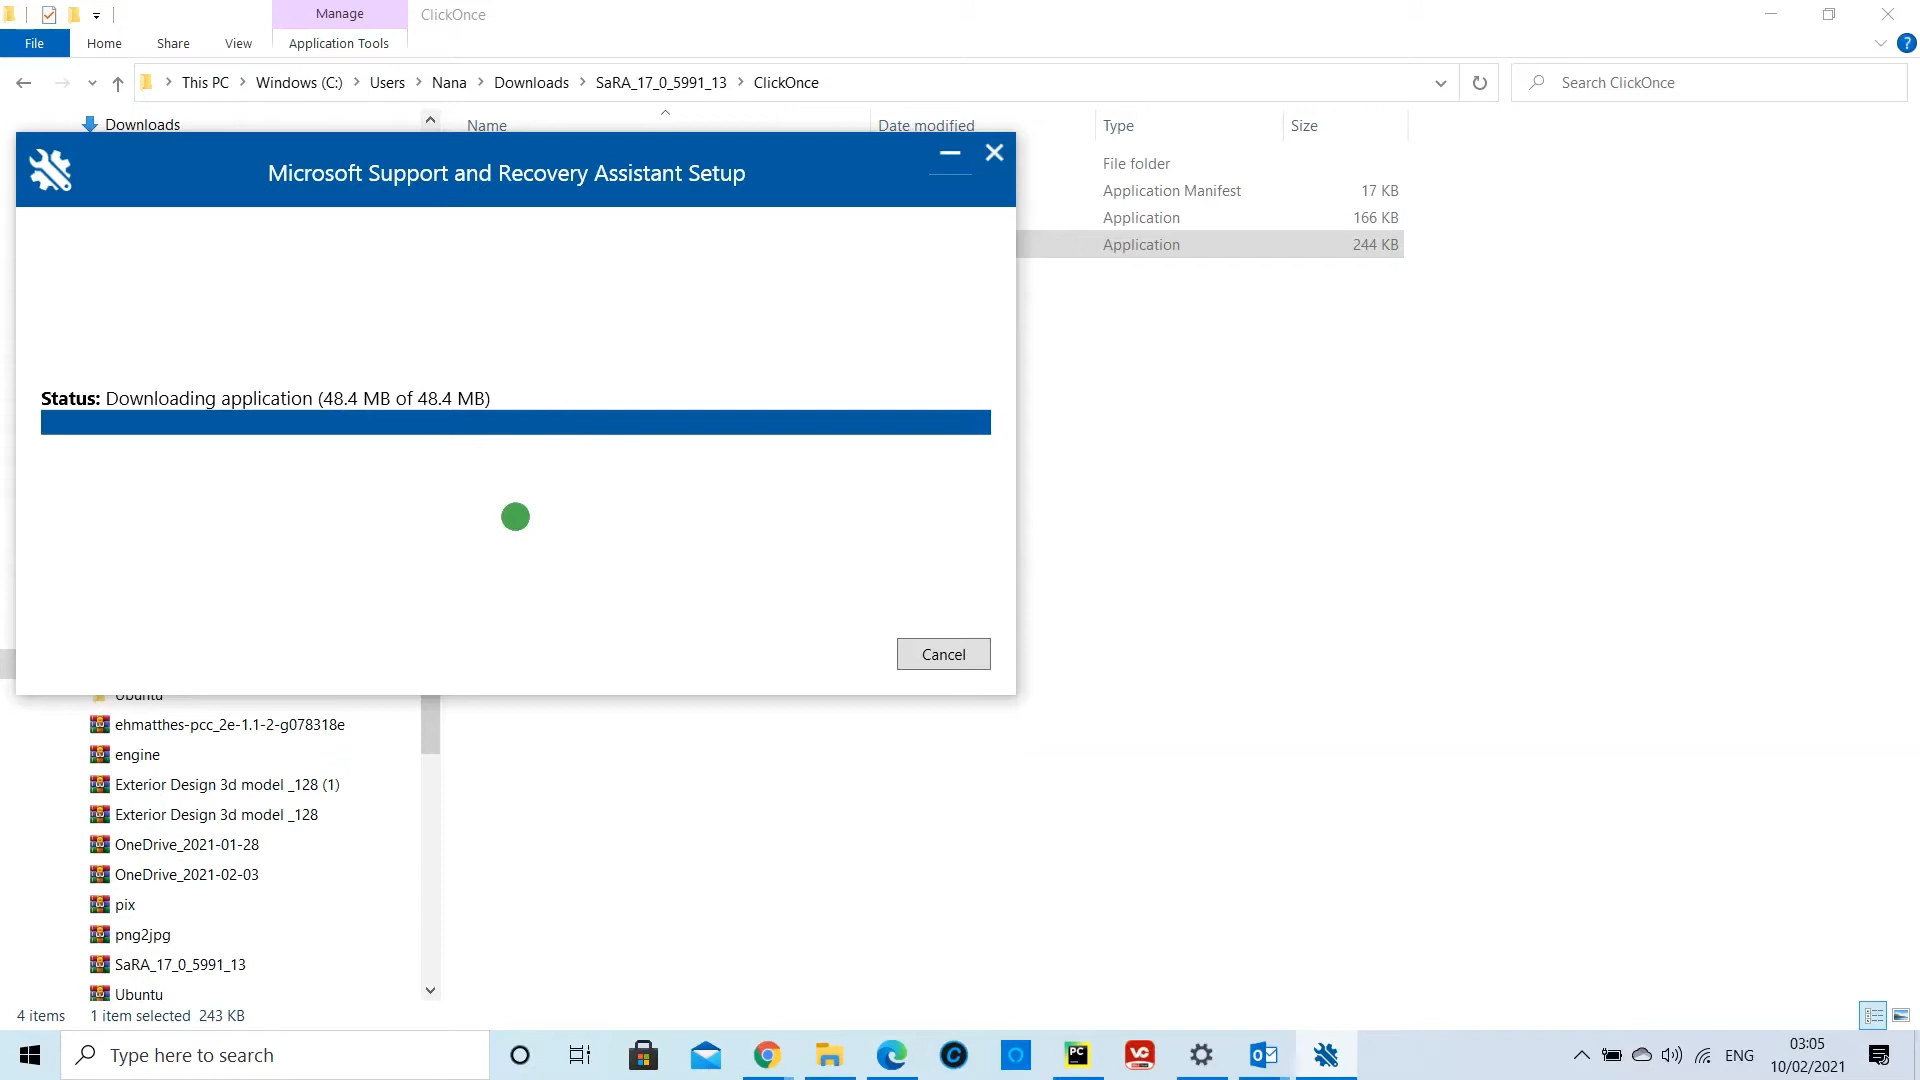 Manage
ClickOnce
File
Home
Share
View
Application Tools
This PC
Windows (C:)
Users
Nana
Downloads
SaRA_17_0_5991_13
ClickOnce
Search ClickOnce
Downloads
Name
Date modified
Type
Size
Microsoft Support and Recovery Assistant Setup
File folder
Application Manifest
17 KB
Application
166 KB
Application
244 KB
Status: Downloading application (48.4 MB of 48.4 MB)
Cancel
Ubuntu
ehmatthes-pcc_2e-1.1-2-g078318e
engine
Exterior Design 3d model _128 (1)
Exterior Design 3d model _128
OneDrive_2021-01-28
OneDrive_2021-02-03
pix
png2jpg
SaRA_17_0_5991_13
Ubuntu
4 items
1 item selected 243 KB
Type here to search
PC
VC
ENG
03:05
10/02/2021